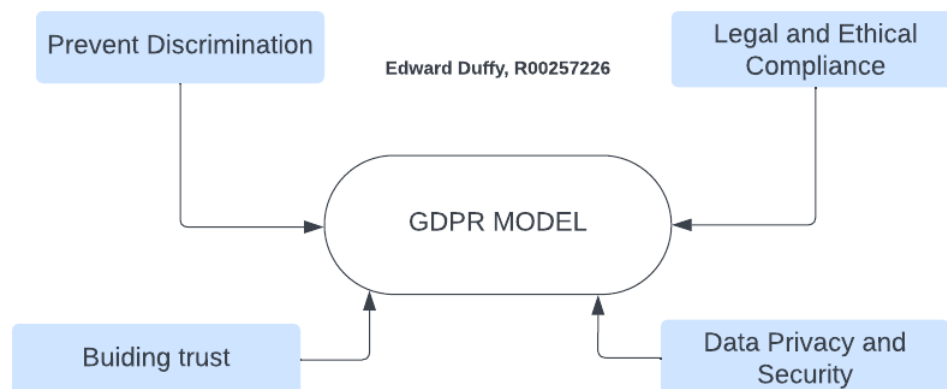 Prevent Discrimination
Edward Duffy, R00257226
Legal and Ethical
Compliance
GDPR MODEL
Buiding trust
Data Privacy and
Security